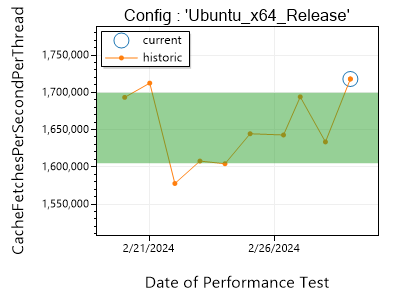 Config : 'Ubuntu_x64_Release'
current
historic
CacheFetchesPerSecondPerThread
1,750,000
1,700,000
1,650,000
1,600,000
1,550,000
2/21/2024
2/26/2024
Date of Performance Test